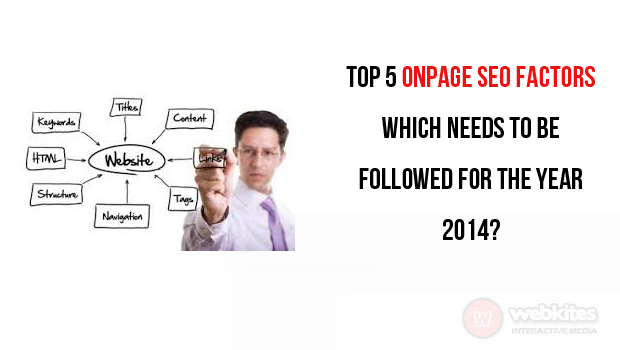 TOP 5 ONPAGE SEO FACTORS
WHICH NEEDS TO BE
FOLLOWED FOR THE YEAR
2014?
Titles
Keywords
Content
HTML
Website
Links
Structure
Navigation
Tags
webkites
INTERACTIVE MEDIA